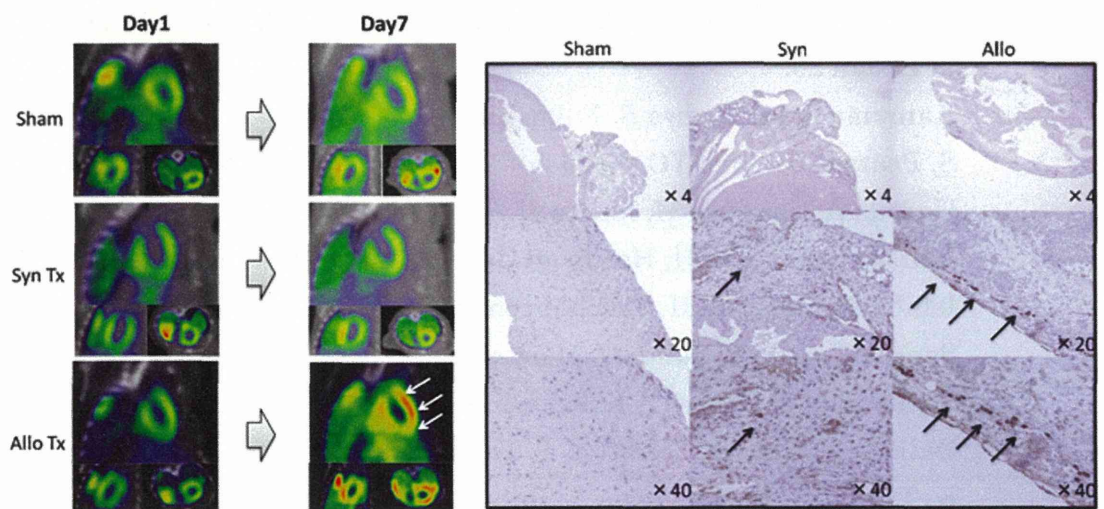 Day1 Day7
Sham
Syn Tx
Allo Tx
Sham Syn Allo
×4 ×4 ×4
×20 ×20 ×20
×40 ×40 ×40